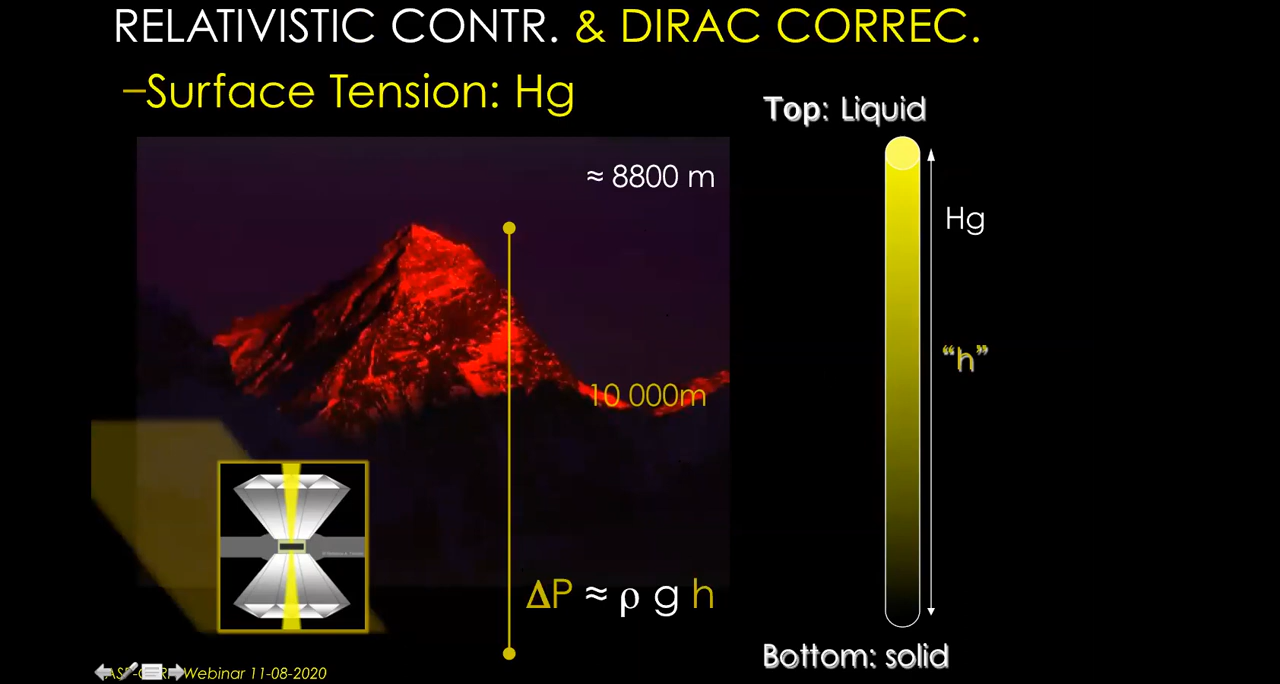 RELATIVISTIC CONTR. & DIRAC CORREC.
–Surface Tension: Hg
Top: Liquid
≈ 8800 m
Hg
"h"
10 000m
ΔP ≈ ρ g h
Bottom: solid
Webinar 11-08-2020